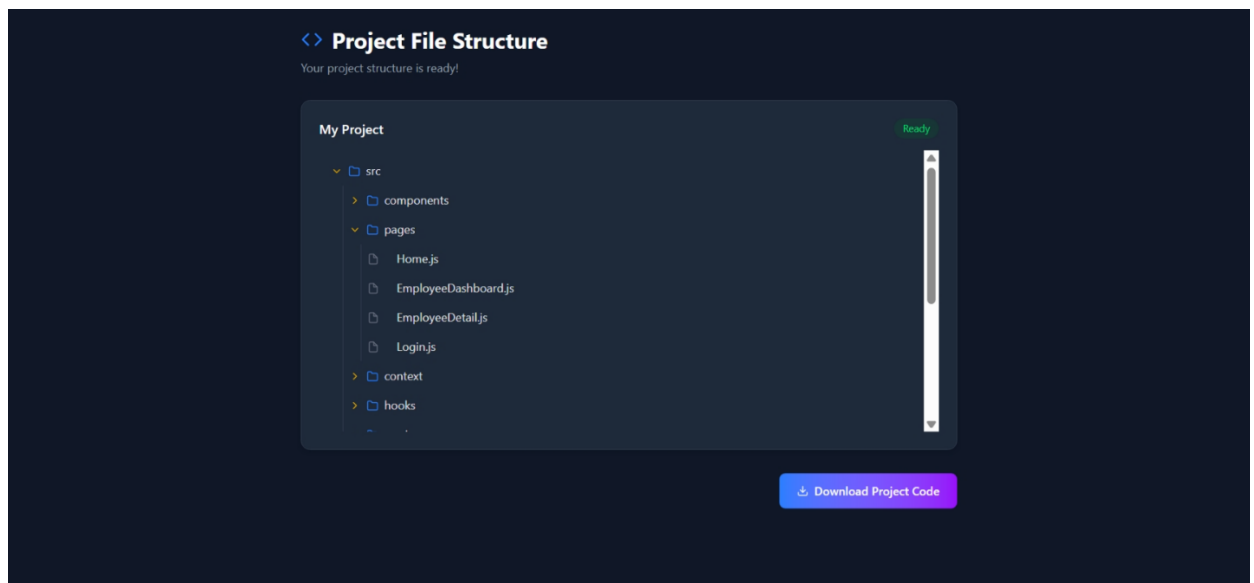 Project File Structure
Your project structure is ready!
My Project
Ready
src
components
pages
Home.js
EmployeeDashboard.js
EmployeeDetail.js
Login.js
context
hooks
Download Project Code